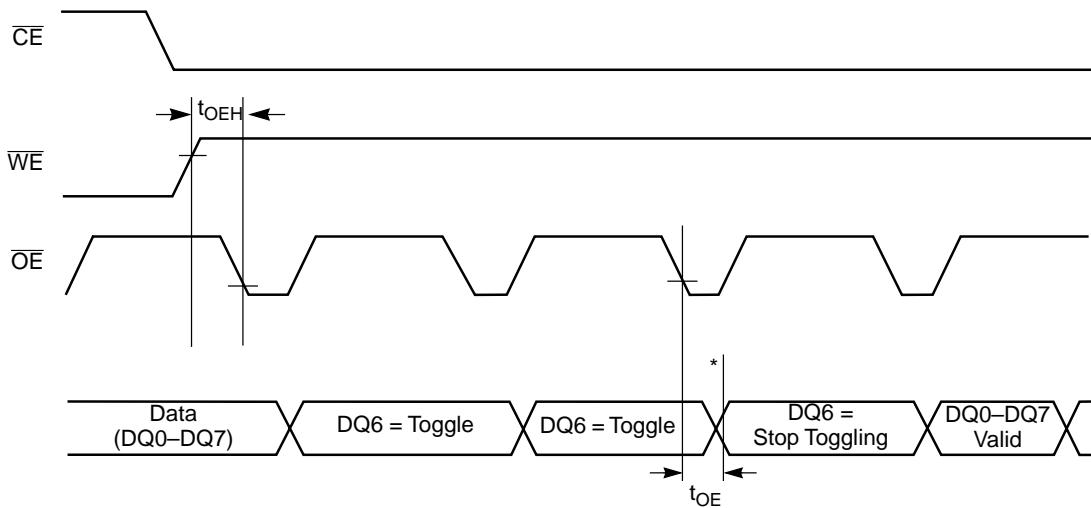 CE
tOEH
WE
OE
*
Data
(DQ0–DQ7)
DQ6 = Toggle
DQ6 = Toggle
DQ6 =
Stop Toggling
DQ0–DQ7
Valid
tOE